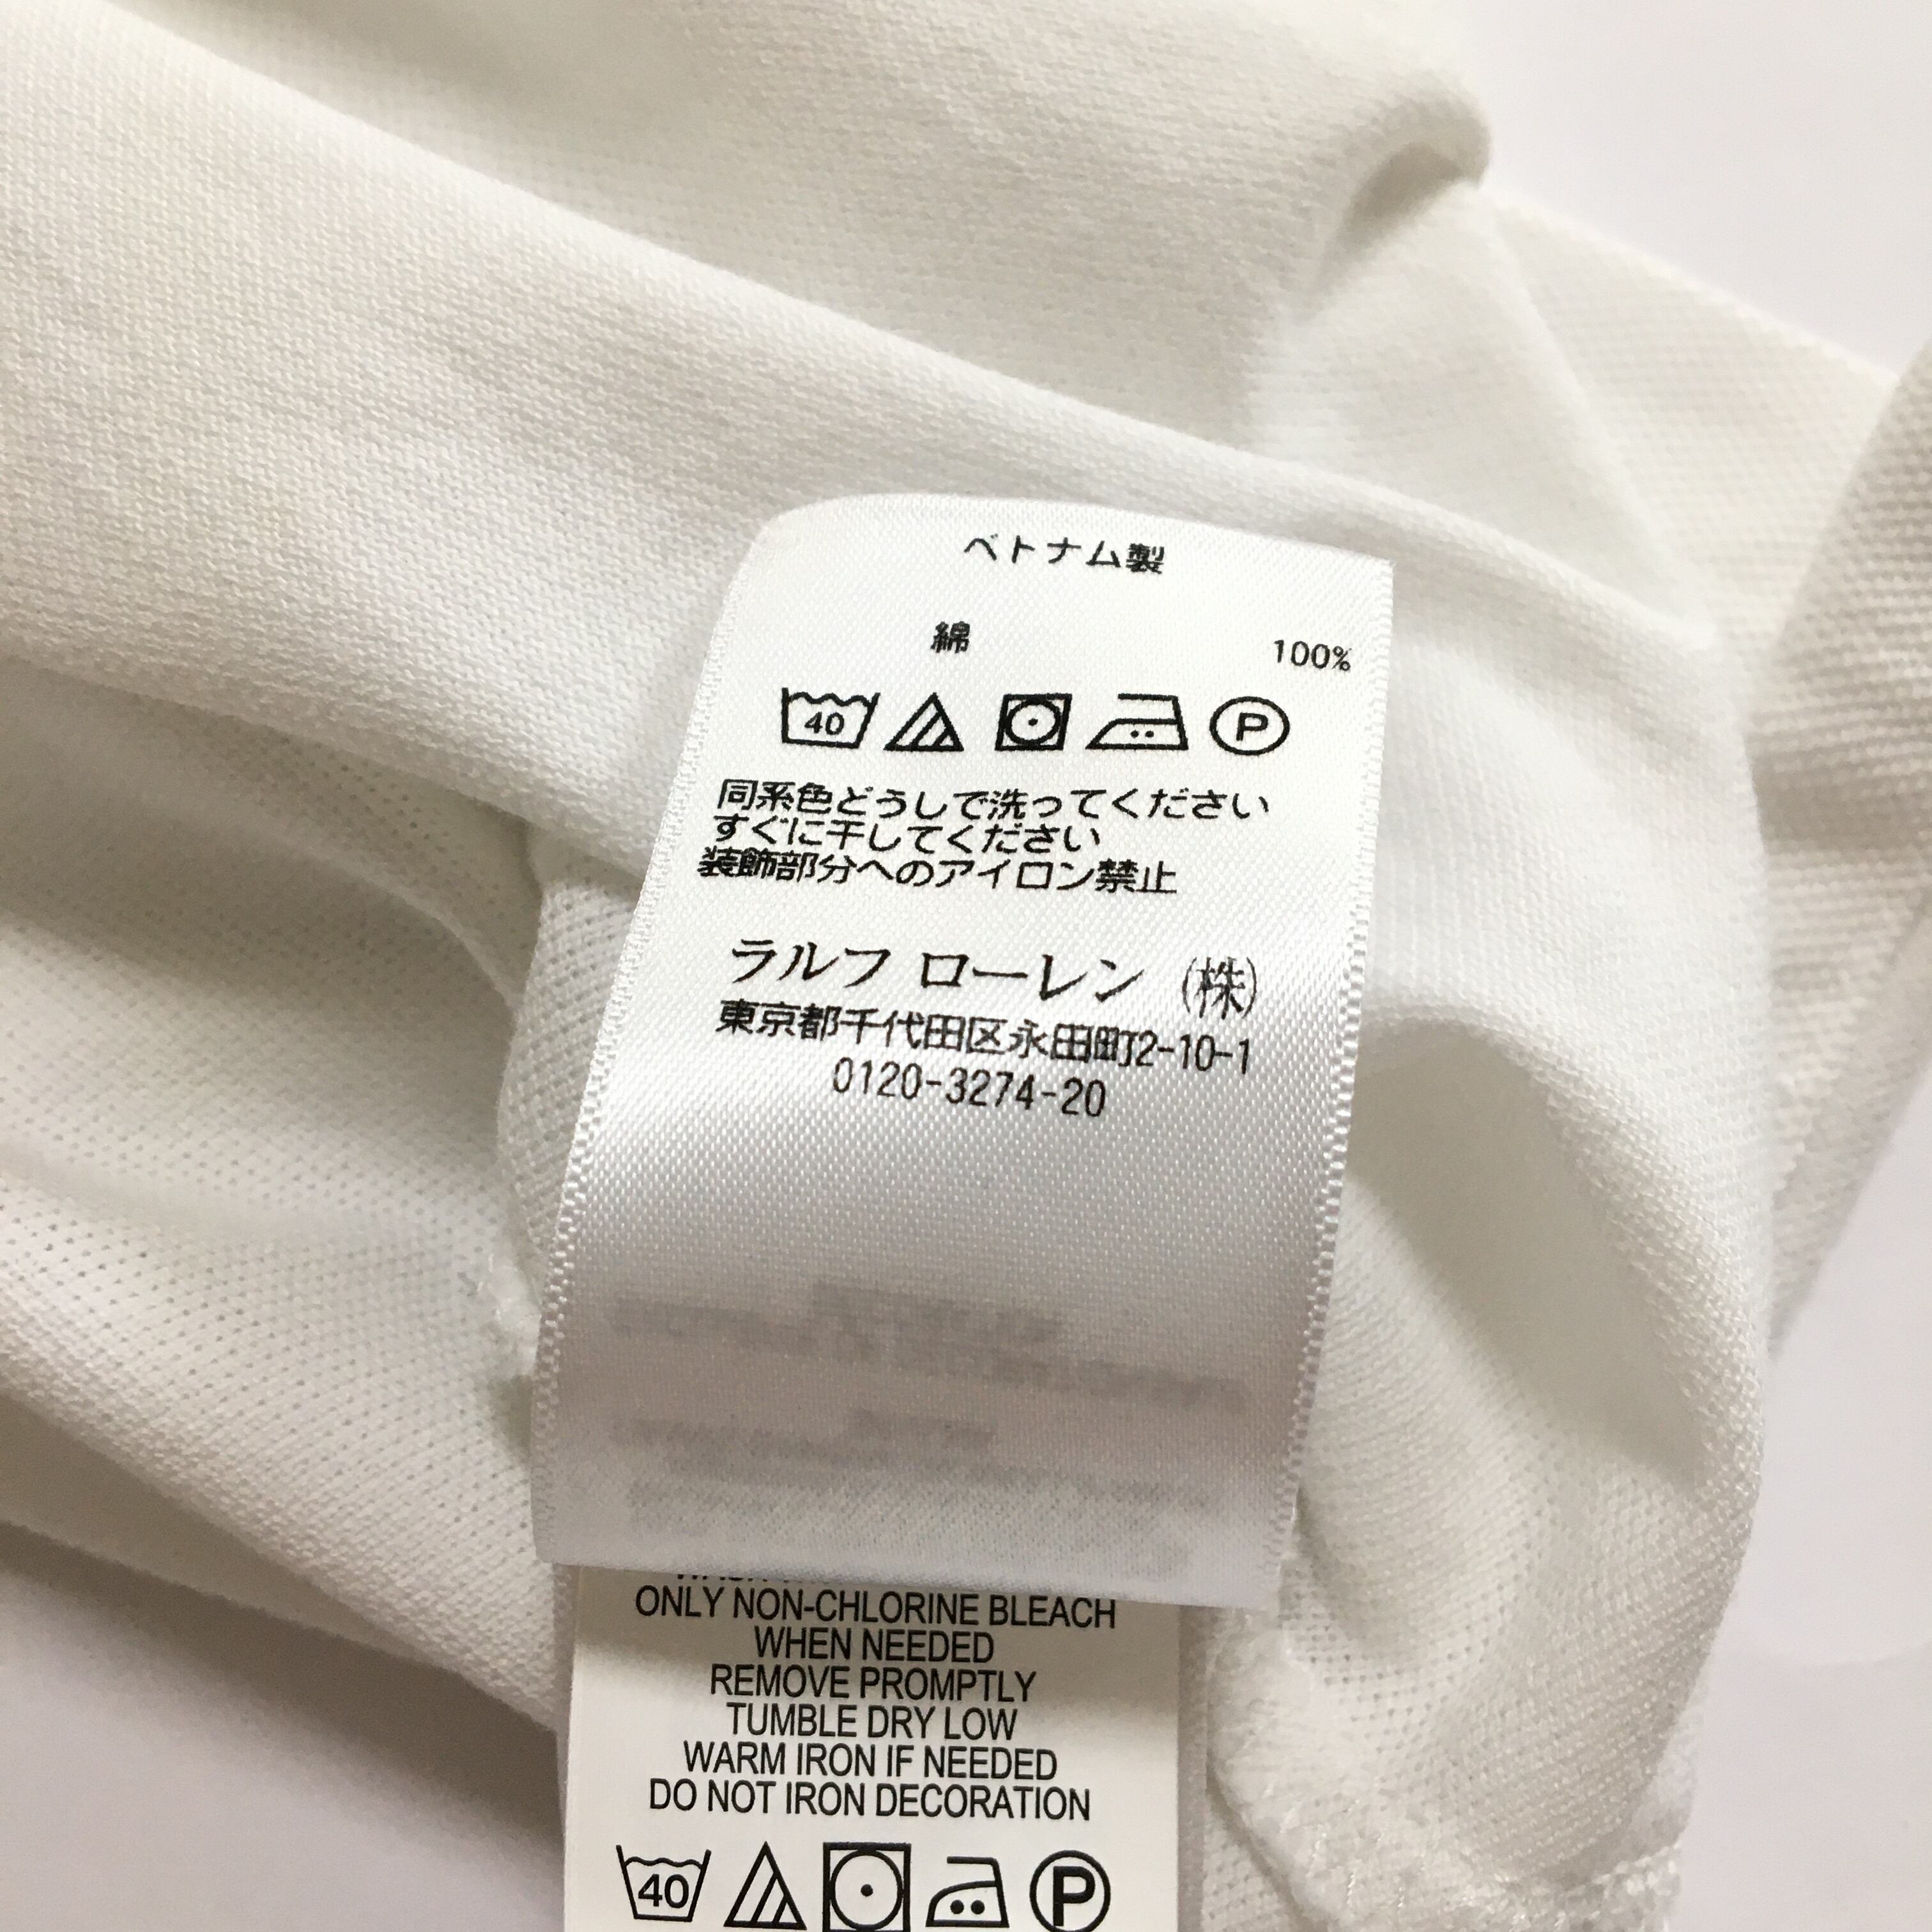 ベトナム製
綿 100%
40 P
同系色どうしで洗ってください
すぐに干してください
装飾部分へのアイロン禁止
ラルフ ローレン (株)
東京都千代田区永田町2-10-1
0120-3274-20
ONLY NON-CHLORINE BLEACH
WHEN NEEDED
REMOVE PROMPTLY
TUMBLE DRY LOW
WARM IRON IF NEEDED
DO NOT IRON DECORATION
40 P